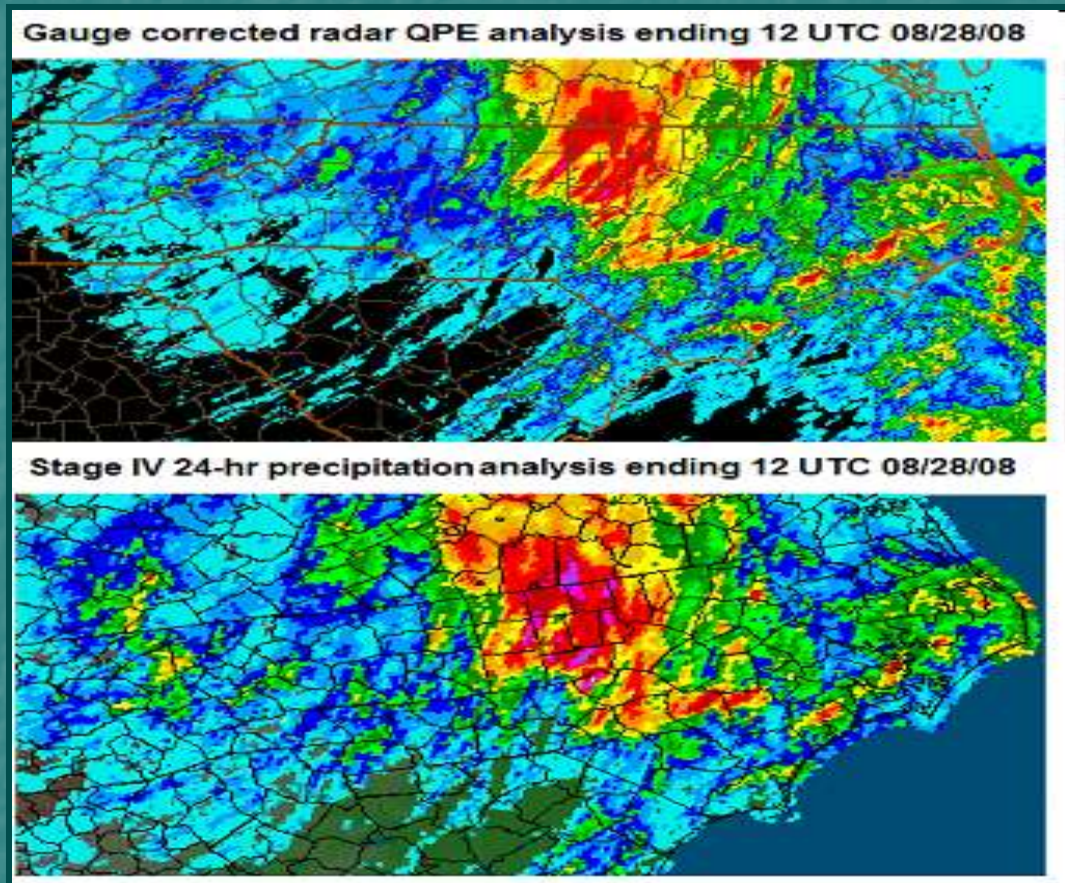 Gauge corrected radar QPE analysis ending 12 UTC 08/28/08
Stage IV 24-hr precipitation analysis ending 12 UTC 08/28/08